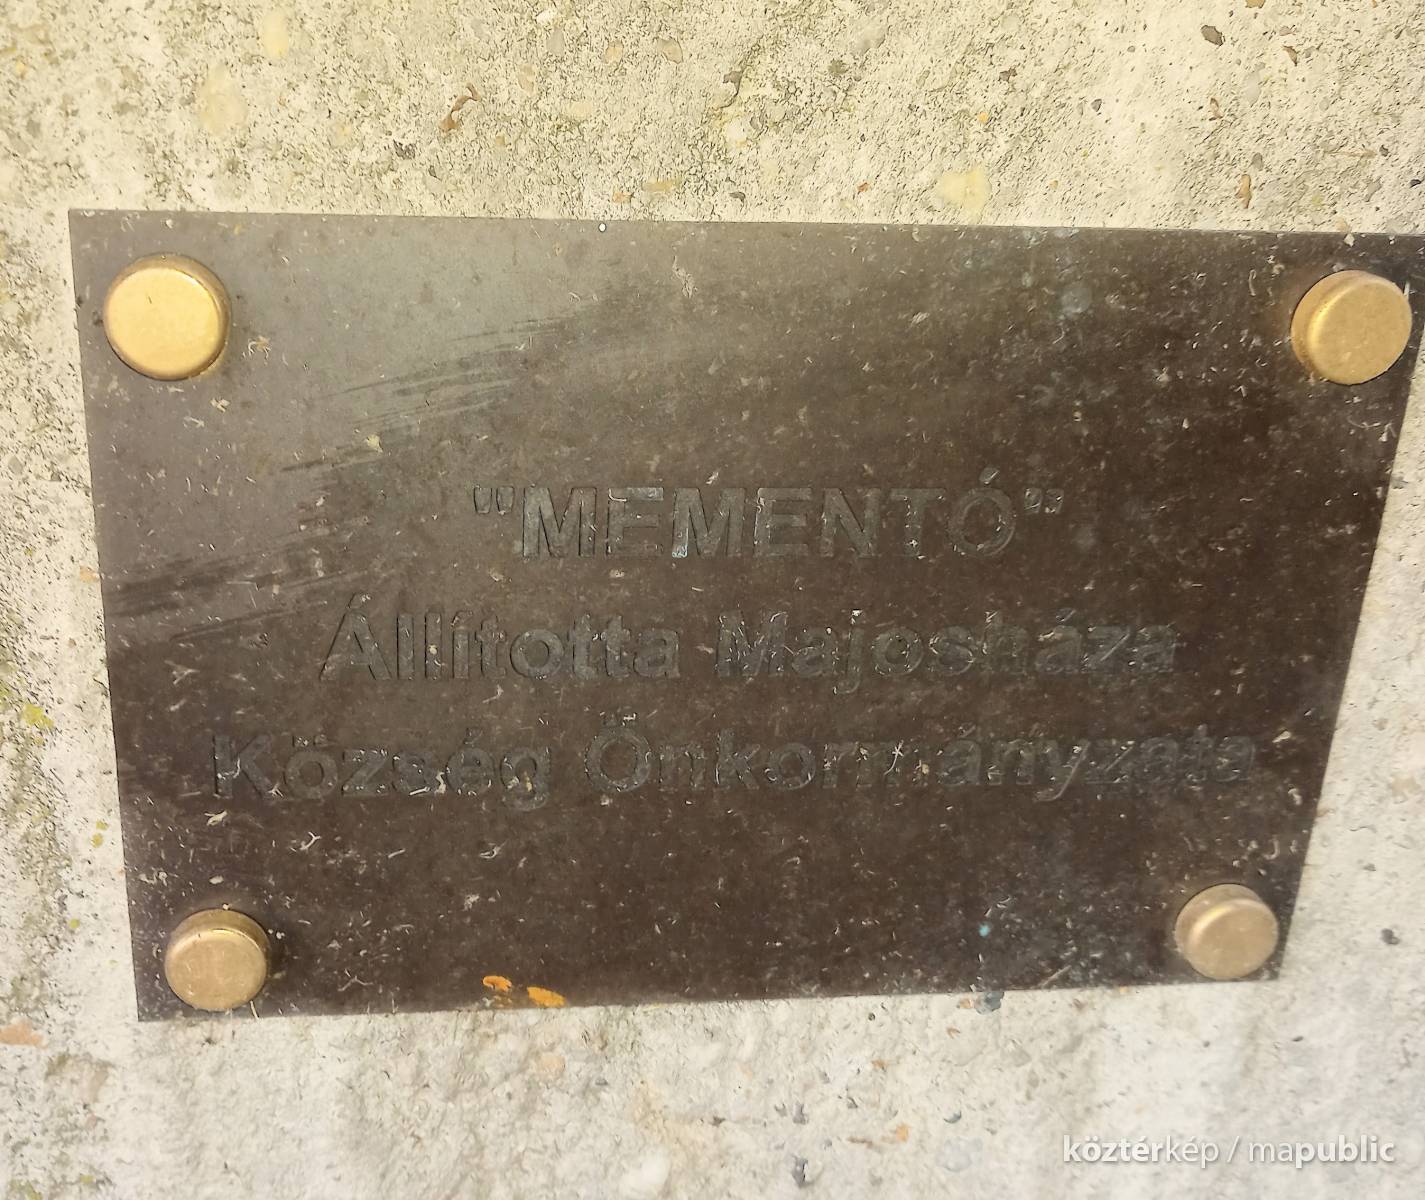 "MEMENTÓ"
Állította Majosháza
Község Önkormányzata
köztérkép / mapublic